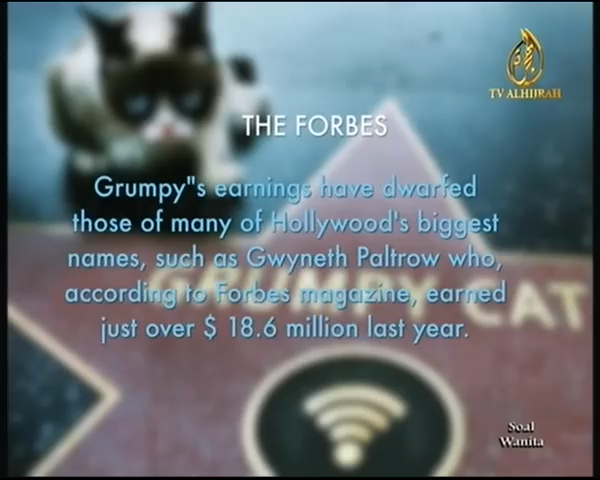 TV ALHIJRAH
THE FORBES
Grumpy"s earnings have dwarfed
those of many of Hollywood's biggest
names, such as Gwyneth Paltrow who,
according to Forbes magazine, earned
just over $ 18.6 million last year.
GRUMPY CAT
Soal
Wanita